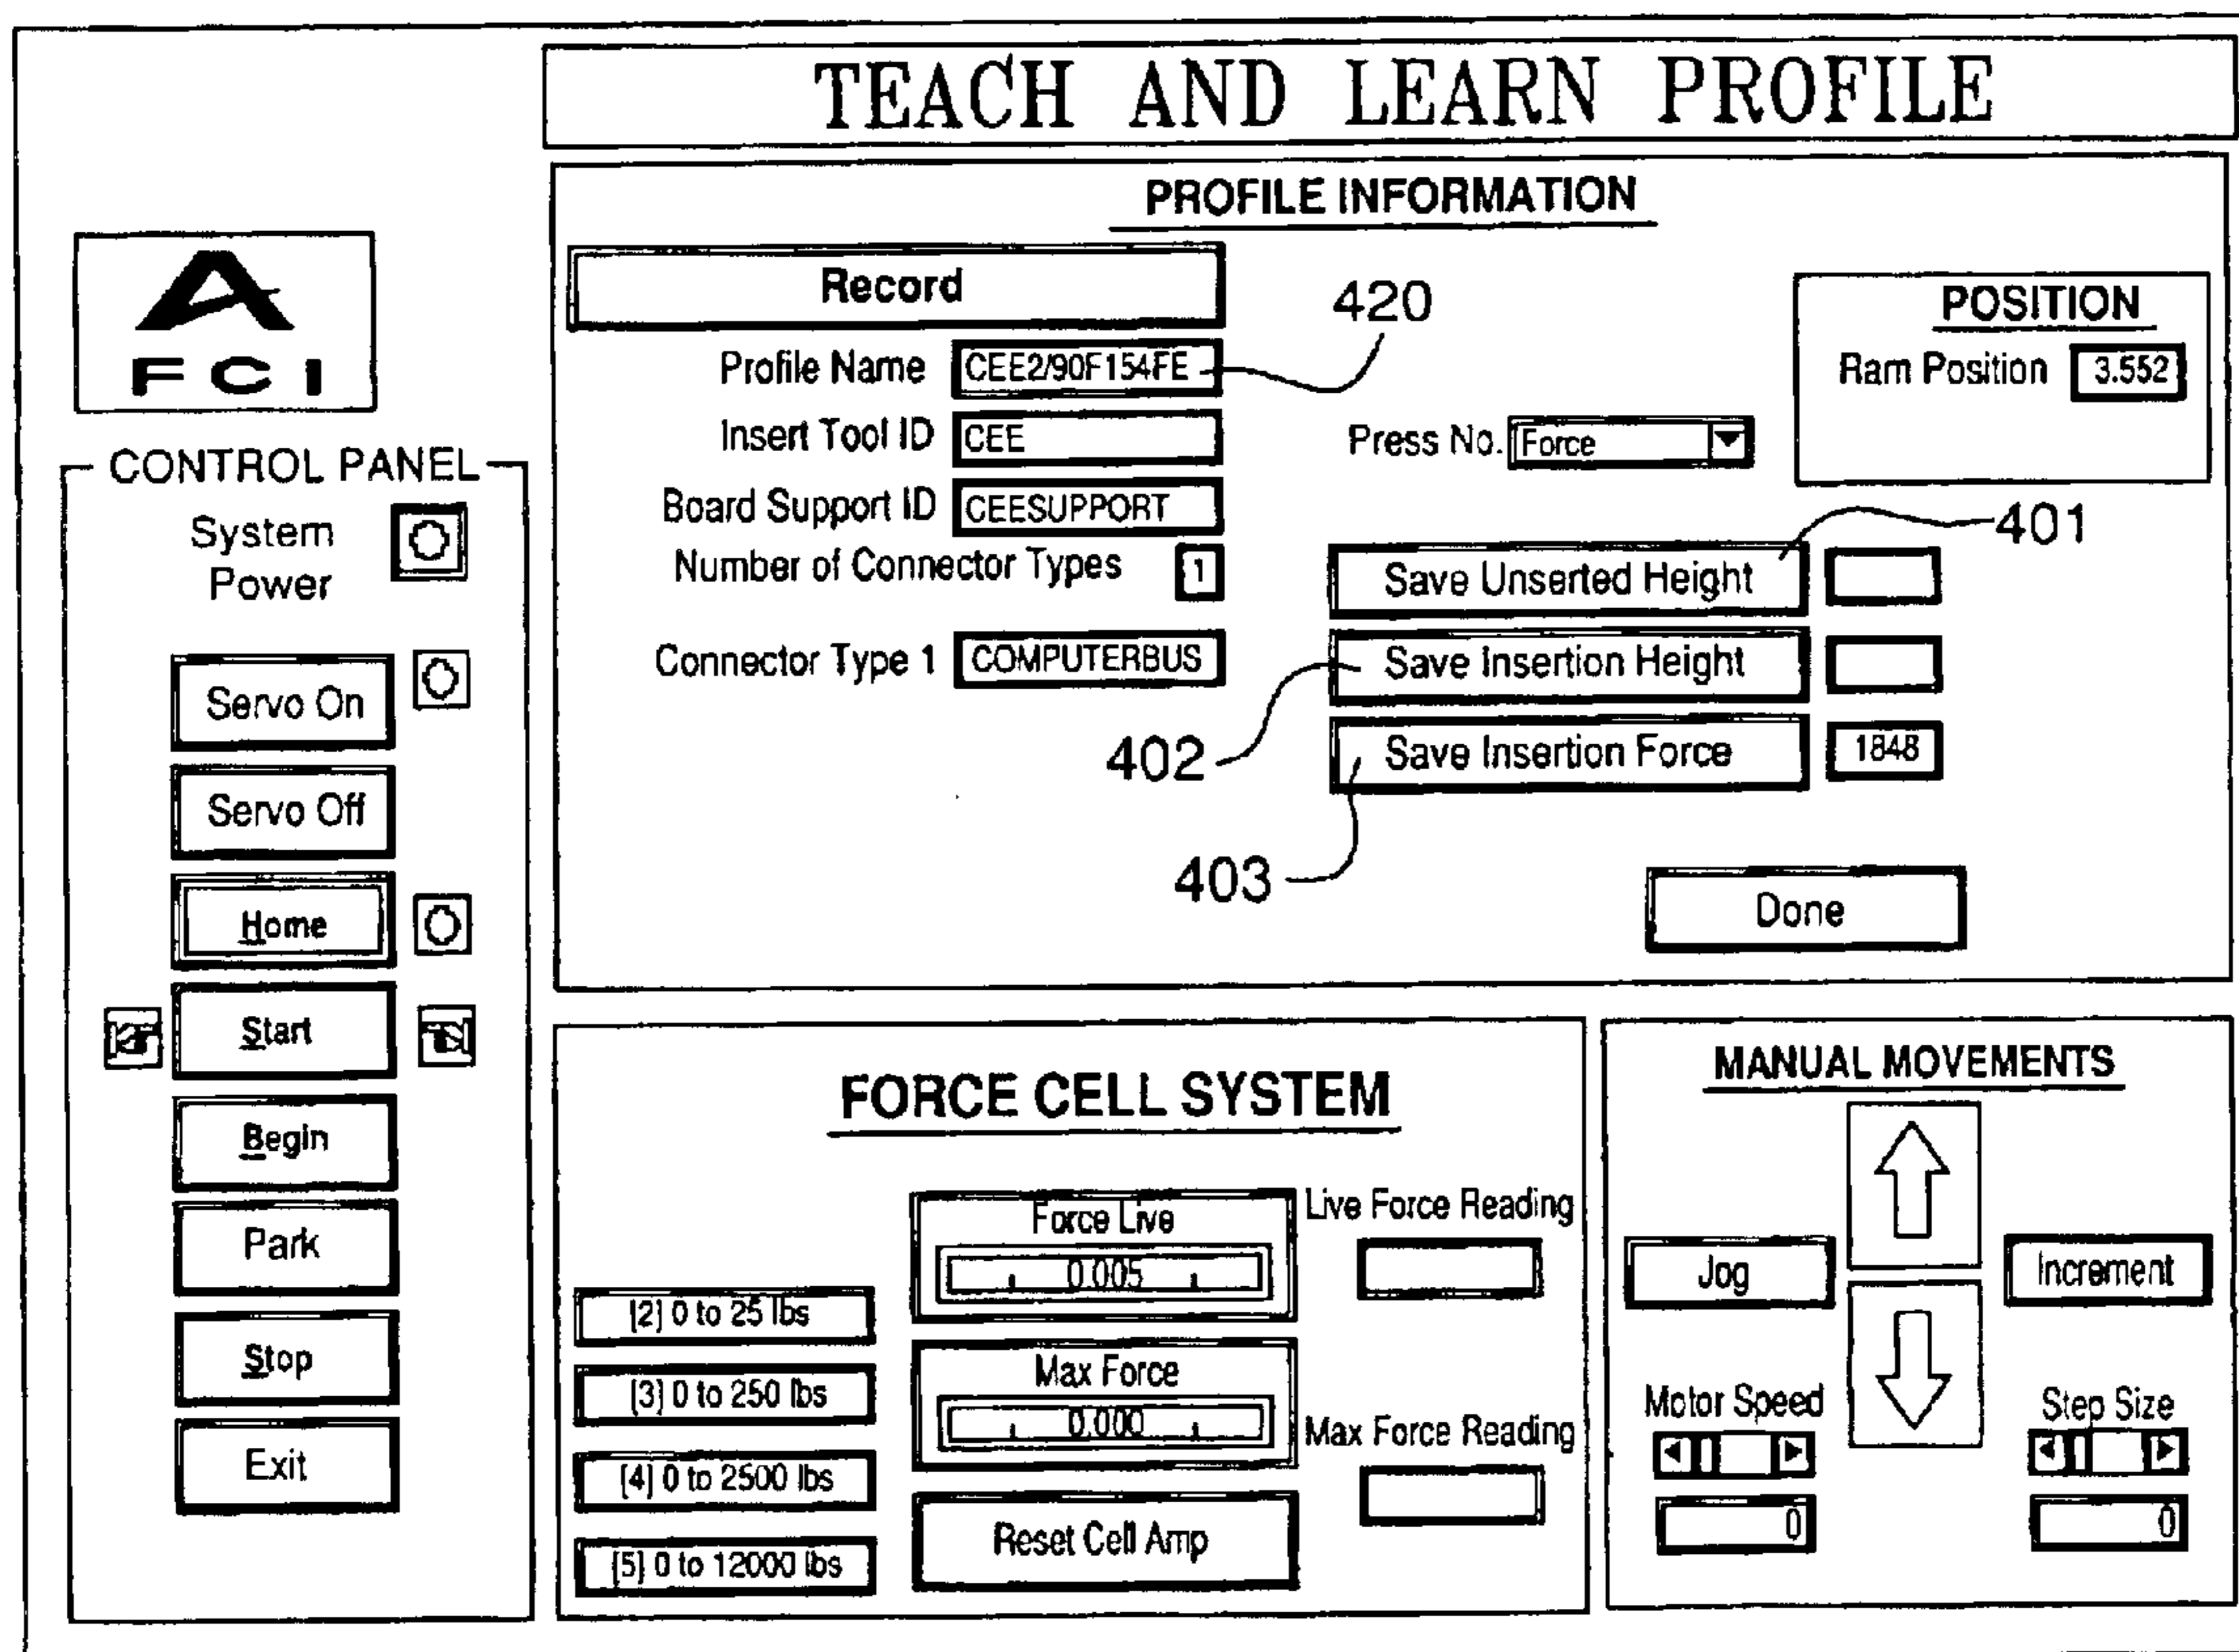 TEACH AND LEARN PROFILE
A
FCI
CONTROL PANEL
System
Power
Servo On
Servo Off
Home
Start
Begin
Park
Stop
Exit
PROFILE INFORMATION
Record
420
Profile Name CEE2/90F154FE
Insert Tool ID CEE
Board Support ID CEESUPPORT
Number of Connector Types 1
Connector Type 1 COMPUTERBUS
Press No. Force
POSITION
Ram Position 3.552
401
Save Unserted Height
Save Insertion Height
402
Save Insertion Force 1848
403
Done
FORCE CELL SYSTEM
[2] 0 to 25 lbs
[3] 0 to 250 lbs
[4] 0 to 2500 lbs
[5] 0 to 12000 lbs
Force Live
0.005
Max Force
0.000
Reset Cell Amp
Live Force Reading
Max Force Reading
MANUAL MOVEMENTS
Jog
Increment
Motor Speed
0
Step Size
0